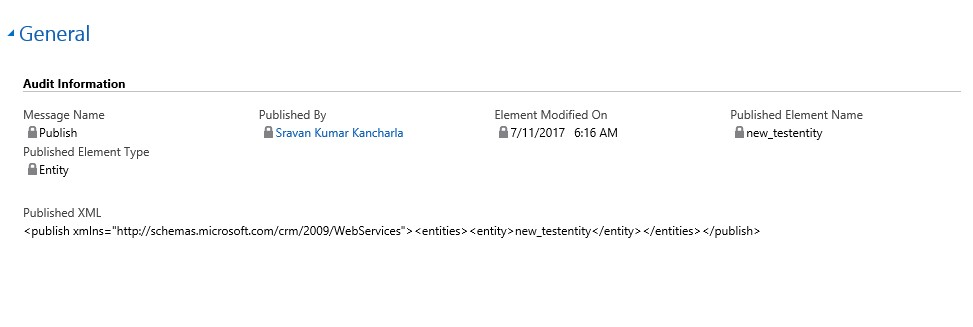 General
Audit Information
Message Name Published By Element Modified On Published Element Name
Publish Sravan Kumar Kancharla 7/11/2017 6:16 AM new_testentity
Published Element Type
Entity
Published XML
<publish xmlns="http://schemas.microsoft.com/crm/2009/WebServices"><entities><entity>new_testentity</entity></entities></publish>